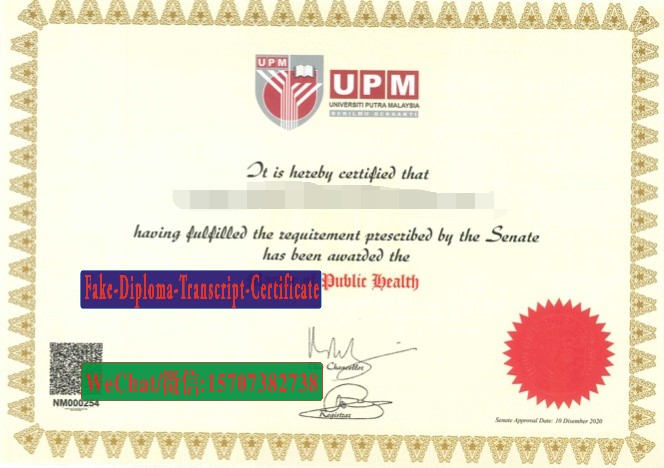 UPM
UPM
UNIVERSITI PUTRA MALAYSIA
BERILMU BERBAKTI
It is hereby certified that
having fulfilled the requirement prescribed by the Senate
has been awarded the
Public Health
Fake-Diploma-Transcript-Certificate
Chancellor
WeChat/微信:15707382738
Registrar
NM000254
Senate Approval Date: 10 Disember 2020